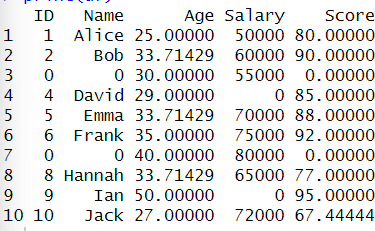 ID Name Age Salary Score
1 1 Alice 25.00000 50000 80.00000
2 2 Bob 33.71429 60000 90.00000
3 0 0 30.00000 55000 0.00000
4 4 David 29.00000 0 85.00000
5 5 Emma 33.71429 70000 88.00000
6 6 Frank 35.00000 75000 92.00000
7 0 0 40.00000 80000 0.00000
8 8 Hannah 33.71429 65000 77.00000
9 9 Ian 50.00000 0 95.00000
10 10 Jack 27.00000 72000 67.44444